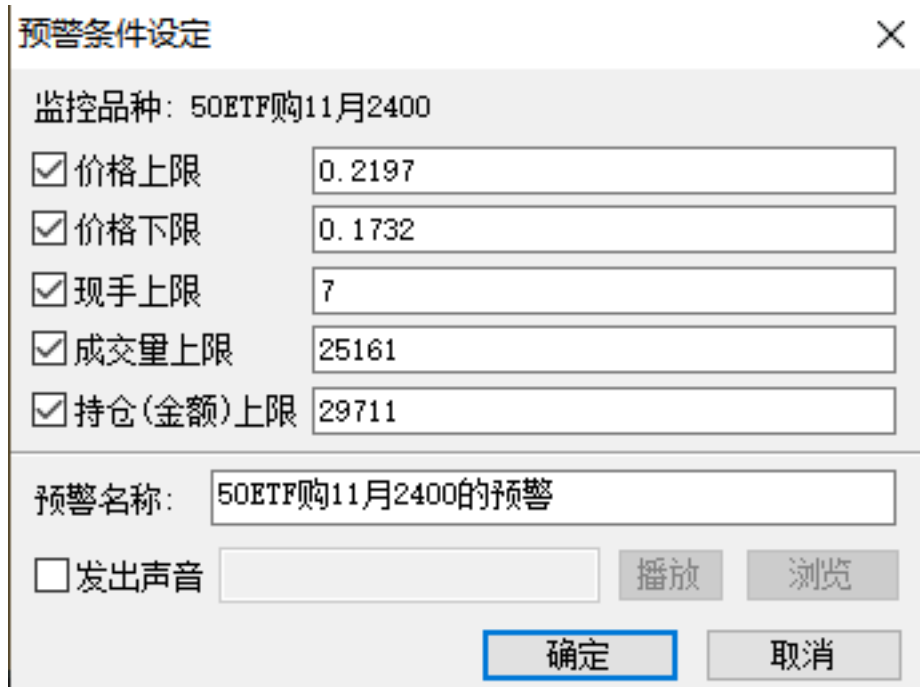 预警条件设定
监控品种: 50ETF购11月2400
价格上限 0.2197
价格下限 0.1732
现手上限 7
成交量上限 25161
持仓(金额)上限 29711
预警名称: 50ETF购11月2400的预警
发出声音 播放 浏览
确定 取消